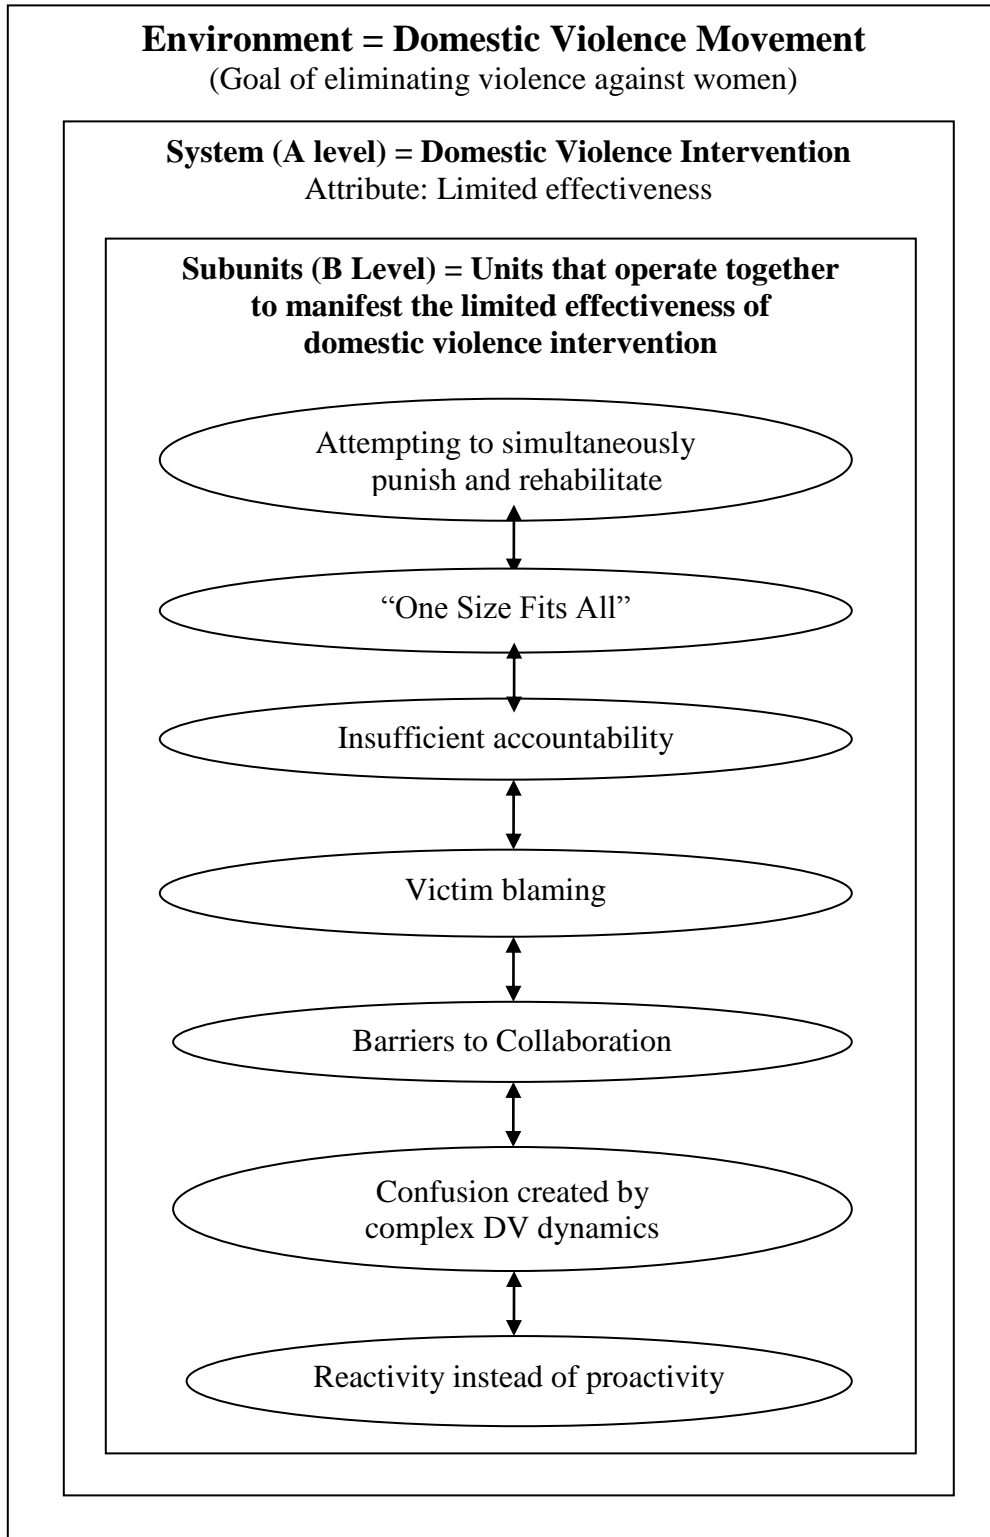 Environment = Domestic Violence Movement
(Goal of eliminating violence against women)
System (A level) = Domestic Violence Intervention
Attribute: Limited effectiveness
Subunits (B Level) = Units that operate together
to manifest the limited effectiveness of
domestic violence intervention
Attempting to simultaneously
punish and rehabilitate
“One Size Fits All”
Insufficient accountability
Victim blaming
Barriers to Collaboration
Confusion created by
complex DV dynamics
Reactivity instead of proactivity